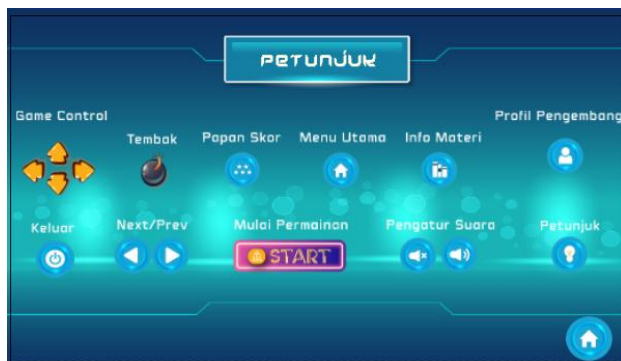 PETUNJUK
Game Control
Profil Pengembang
Tembak
Papan Skor
Menu Utama
Info Materi
Keluar
Next/Prev
Mulai Permainan
Pengatur Suara
Petunjuk
START